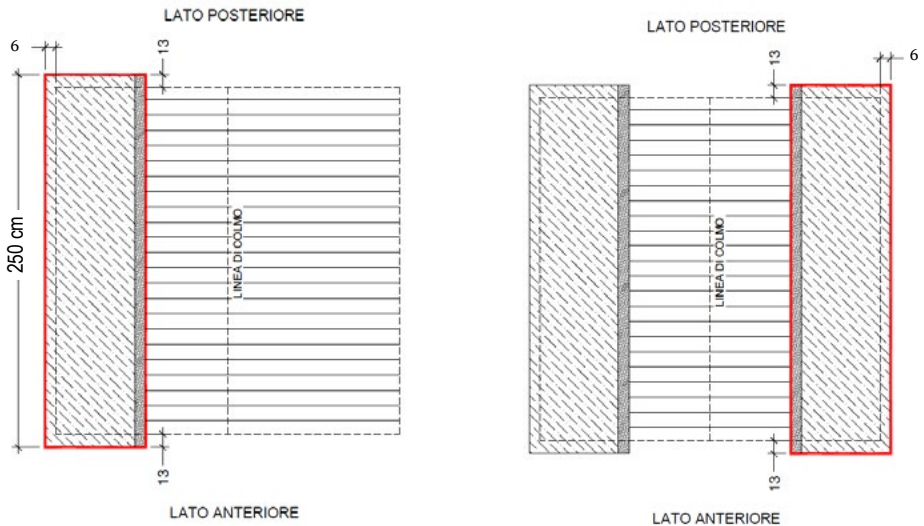 LATO POSTERIORE
6
13
250 cm
LINEA DI COLMO
13
LATO ANTERIORE
LATO POSTERIORE
13
6
LINEA DI COLMO
13
LATO ANTERIORE